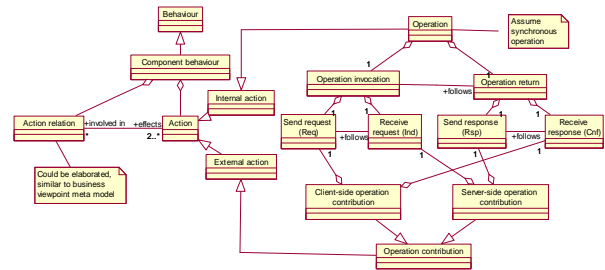 Behaviour
Operation
Assume
synchronous
operation
Component behaviour
1
Operation invocation
1
Operation return
+follows
Internal action
1
1
1
1
Action relation
+involved in
+effects
Action
*
2..*
Send request
(Req)
+follows
Receive
request (Ind)
Send response
(Rsp)
+follows
Receive
response (Cnf)
1
1
1
1
External action
Could be elaborated,
similar to business
viewpoint meta model
Client-side operation
contribution
Server-side operation
contribution
Operation contribution